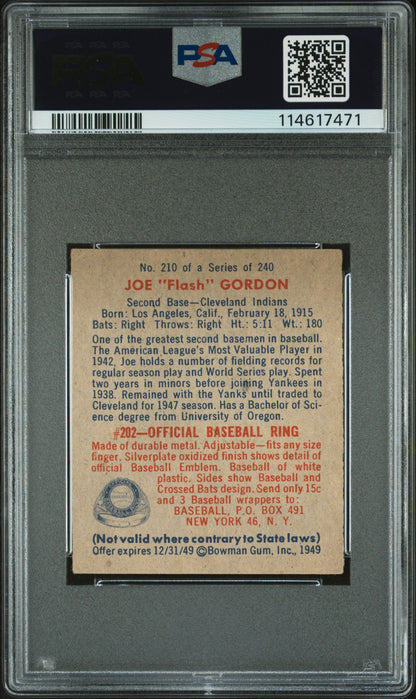 PSA
114617471
No. 210 of a Series of 240
JOE "Flash" GORDON
Second Base—Cleveland Indians
Born: Los Angeles, Calif., February 18, 1915
Bats: Right Throws: Right Ht.: 5:11 Wt.: 180
One of the greatest second basemen in baseball.
The American League's Most Valuable Player in
1942, Joe holds a number of fielding records for
regular season play and World Series play. Spent
two years in minors before joining Yankees in
1938. Remained with the Yanks until traded to
Cleveland for 1947 season. Has a Bachelor of Sci-
ence degree from University of Oregon.
#202—OFFICIAL BASEBALL RING
Made of durable metal. Adjustable—fits any size
finger. Silverplate oxidized finish shows detail of
official Baseball Emblem. Baseball of white
plastic. Sides show Baseball and
Crossed Bats design. Send only 15c
and 3 Baseball wrappers to:
BASEBALL, P.O. BOX 491
NEW YORK 46, N. Y.
(Not valid where contrary to State laws)
Offer expires 12/31/49 ©Bowman Gum, Inc., 1949